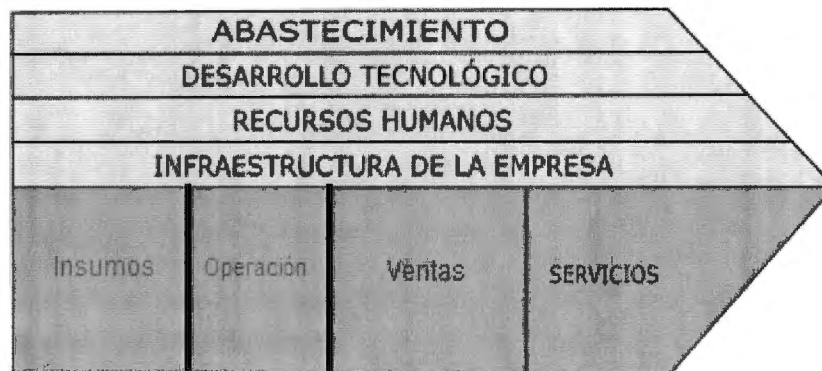 ABASTECIMIENTO
DESARROLLO TECNOLÓGICO
RECURSOS HUMANOS
INFRAESTRUCTURA DE LA EMPRESA
Insumos Operación Ventas SERVICIOS